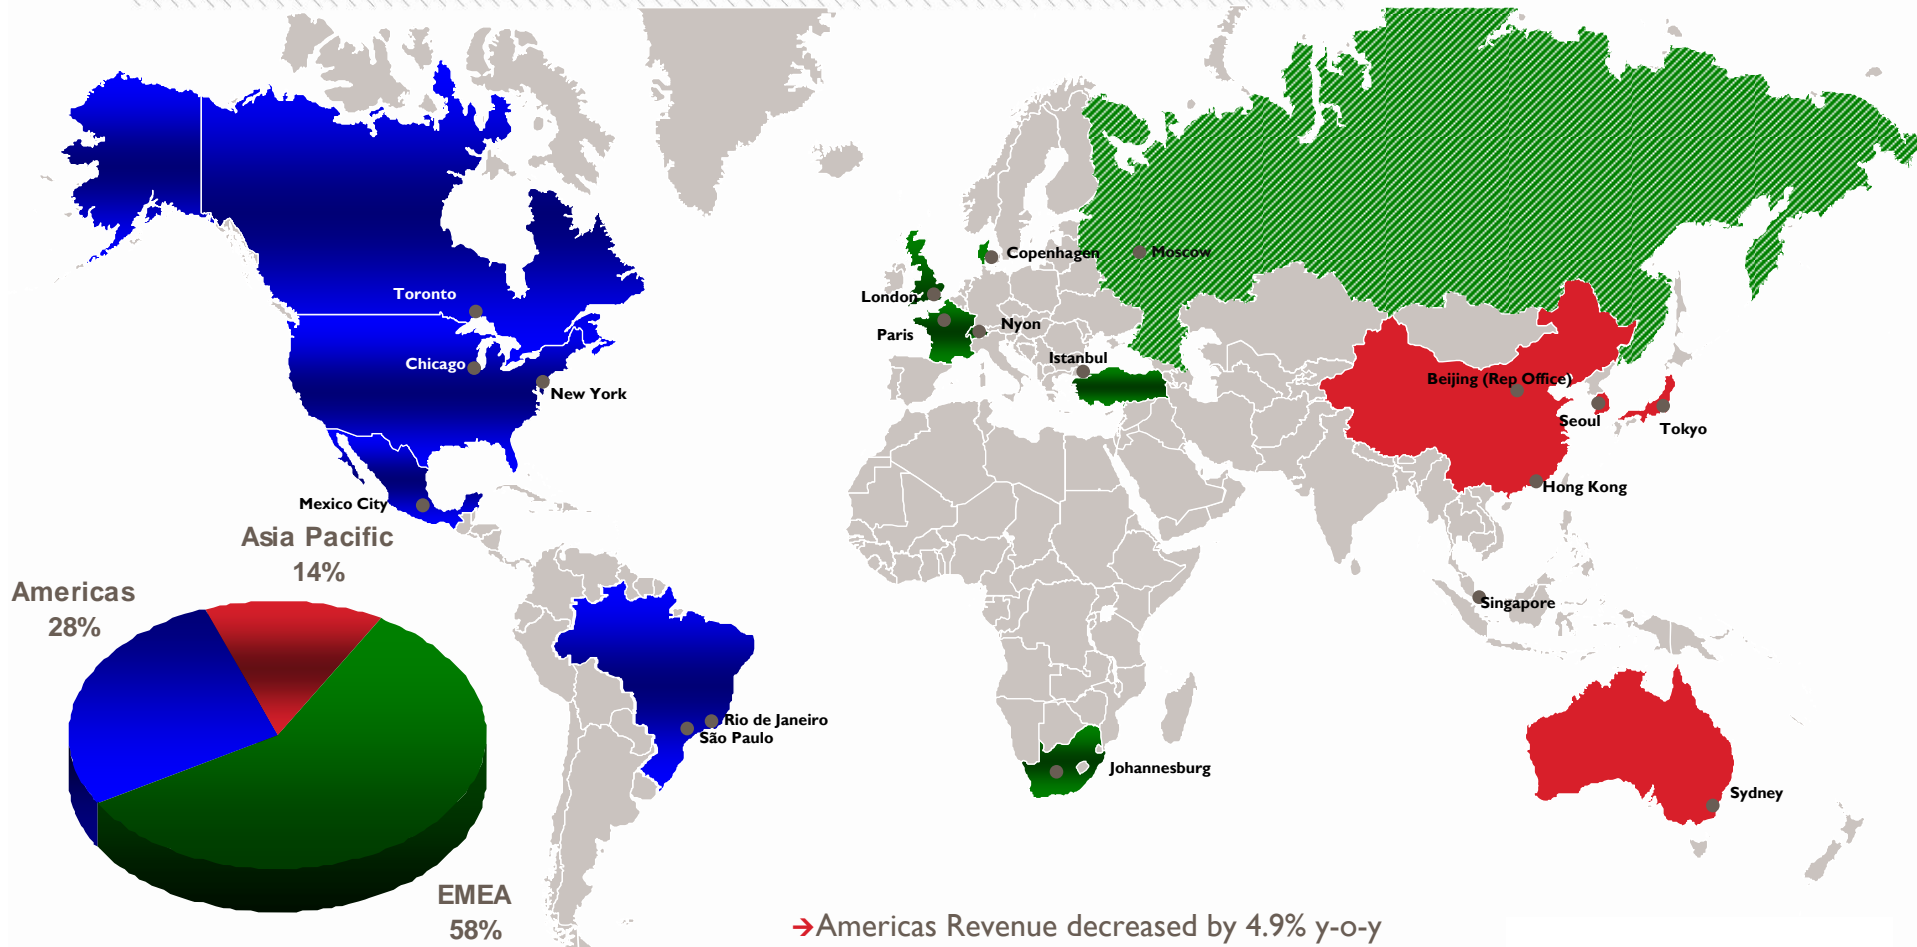 Copenhagen
Moscow
Toronto
London
Nyon
Paris
Istanbul
Chicago
New York
Beijing (Rep Office)
Seoul
Tokyo
Mexico City
Hong Kong
Asia Pacific
14%
Americas
28%
Singapore
Rio de Janeiro
São Paulo
Johannesburg
Sydney
EMEA
58%
➔Americas Revenue decreased by 4.9% y-o-y